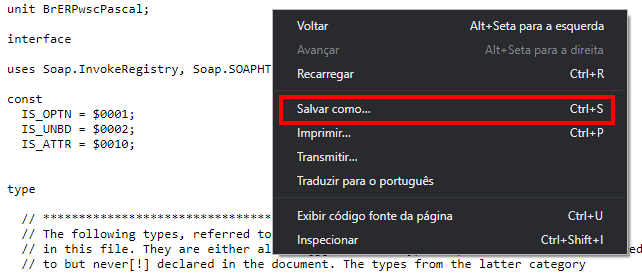 unit BrERPwscPascal;
interface
uses Soap.InvokeRegistry, Soap.SOAPHT
const
IS_OPTN = $0001;
IS_UNBD = $0002;
IS_ATTR = $0010;
type
// ********************************
// The following types, referred to
// in this file. They are either al
// to but never[!] declared in the document. The types from the latter category
Voltar Alt+Seta para a esquerda
Avançar Alt+Seta para a direita
Recarregar Ctrl+R
Salvar como... Ctrl+S
Imprimir... Ctrl+P
Transmitir...
Traduzir para o português
Exibir código fonte da página Ctrl+U
Inspecionar Ctrl+Shift+I